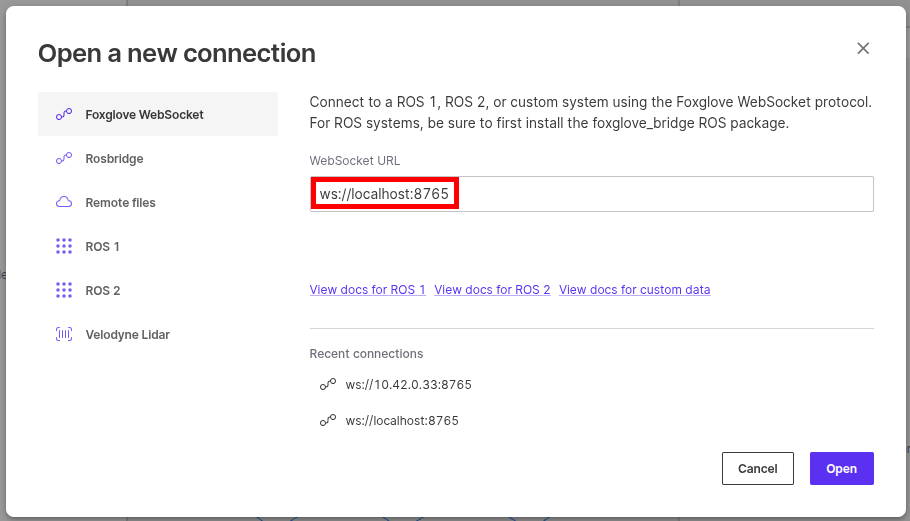 Open a new connection
Foxglove WebSocket
Rosbridge
Remote files
ROS 1
ROS 2
Velodyne Lidar
Connect to a ROS 1, ROS 2, or custom system using the Foxglove WebSocket protocol.
For ROS systems, be sure to first install the foxglove_bridge ROS package.
WebSocket URL
ws://localhost:8765
View docs for ROS 1 View docs for ROS 2 View docs for custom data
Recent connections
ws://10.42.0.33:8765
ws://localhost:8765
Cancel Open